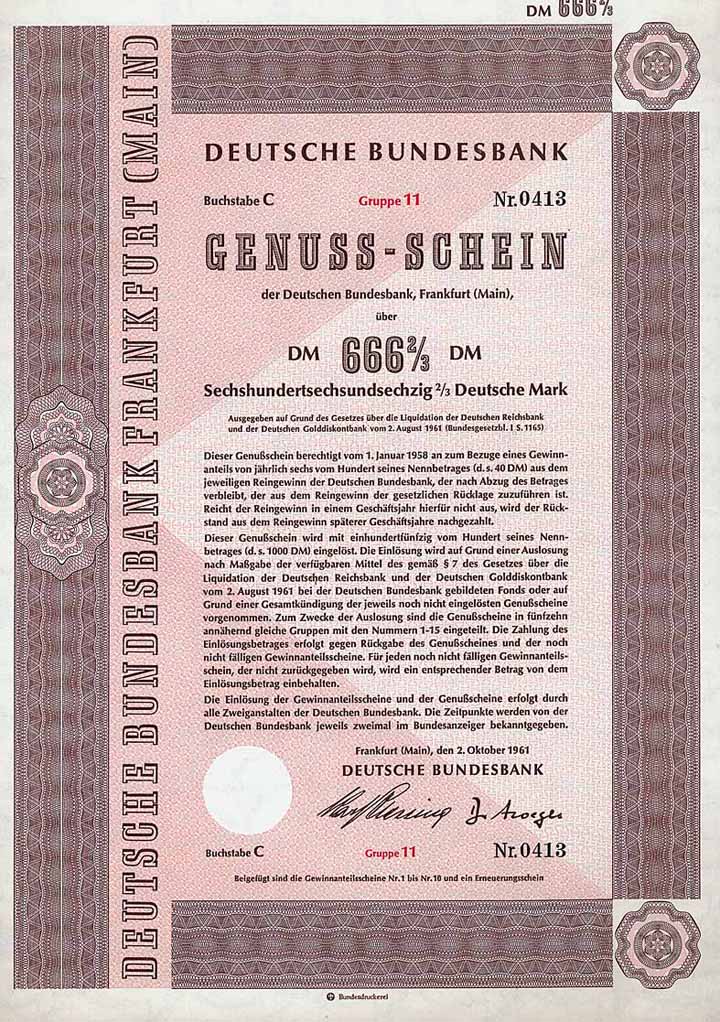 DM 666⅔
DEUTSCHE BUNDESBANK FRANKFURT (MAIN)
DEUTSCHE BUNDESBANK
Buchstabe C Gruppe 11 Nr. 0413
GENUSS-SCHEIN
der Deutschen Bundesbank, Frankfurt (Main),
über
DM 666⅔ DM
Sechshundertsechsundsechzig ⅔ Deutsche Mark
Ausgegeben auf Grund des Gesetzes über die Liquidation der Deutschen Reichsbank
und der Deutschen Golddiskontbank vom 2. August 1961 (Bundesgesetzbl. I S. 1165)
Dieser Genußschein berechtigt vom 1. Januar 1958 an zum Bezuge eines Gewinn-
anteils von jährlich sechs vom Hundert seines Nennbetrages (d. s. 40 DM) aus dem
jeweiligen Reingewinn der Deutschen Bundesbank, der nach Abzug des Betrages
verbleibt, der aus dem Reingewinn der gesetzlichen Rücklage zuzuführen ist.
Reicht der Reingewinn in einem Geschäftsjahr hierfür nicht aus, wird der Rück-
stand aus dem Reingewinn späterer Geschäftsjahre nachgezahlt.
Dieser Genußschein wird mit einhundertfünfzig vom Hundert seines Nenn-
betrages (d. s. 1000 DM) eingelöst. Die Einlösung wird auf Grund einer Auslosung
nach Maßgabe der verfügbaren Mittel des gemäß § 7 des Gesetzes über die
Liquidation der Deutschen Reichsbank und der Deutschen Golddiskontbank
vom 2. August 1961 bei der Deutschen Bundesbank gebildeten Fonds oder auf
Grund einer Gesamtkündigung der jeweils noch nicht eingelösten Genußscheine
vorgenommen. Zum Zwecke der Auslosung sind die Genußscheine in fünfzehn
annähernd gleiche Gruppen mit den Nummern 1-15 eingeteilt. Die Zahlung des
Einlösungsbetrages erfolgt gegen Rückgabe des Genußscheines und der noch
nicht fälligen Gewinnanteilscheine. Für jeden noch nicht fälligen Gewinnanteils-
schein, der nicht zurückgegeben wird, wird ein entsprechender Betrag von dem
Einlösungsbetrag einbehalten.
Die Einlösung der Gewinnanteilscheine und der Genußscheine erfolgt durch
alle Zweiganstalten der Deutschen Bundesbank. Die Zeitpunkte werden von der
Deutschen Bundesbank jeweils zweimal im Bundesanzeiger bekanntgegeben.
Frankfurt (Main), den 2. Oktober 1961
DEUTSCHE BUNDESBANK
Buchstabe C Gruppe 11 Nr. 0413
Beigefügt sind die Gewinnanteilscheine Nr. 1 bis Nr. 10 und ein Erneuerungsschein
Bundesdruckerei